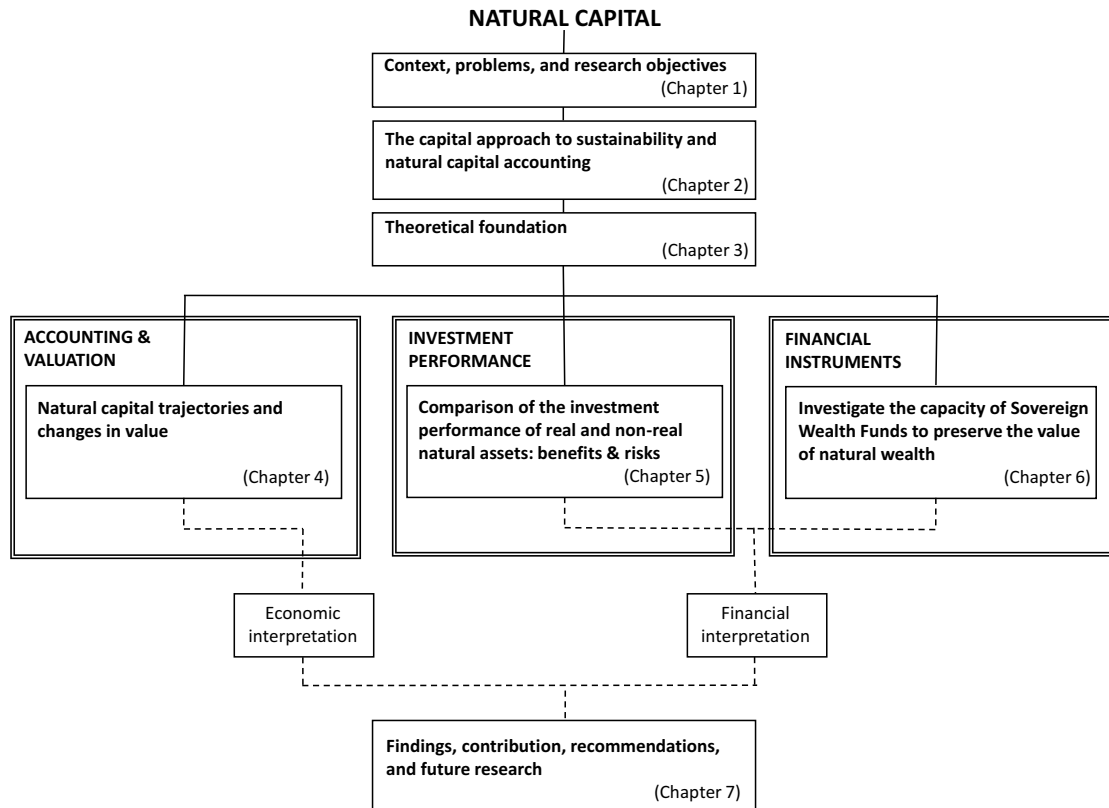 NATURAL CAPITAL
Context, problems, and research objectives
(Chapter 1)
The capital approach to sustainability and
natural capital accounting
(Chapter 2)
Theoretical foundation
(Chapter 3)
ACCOUNTING &
VALUATION
Natural capital trajectories and
changes in value
(Chapter 4)
INVESTMENT
PERFORMANCE
Comparison of the investment
performance of real and non-real
natural assets: benefits & risks
(Chapter 5)
FINANCIAL
INSTRUMENTS
Investigate the capacity of Sovereign
Wealth Funds to preserve the value
of natural wealth
(Chapter 6)
Economic
interpretation
Financial
interpretation
Findings, contribution, recommendations,
and future research
(Chapter 7)